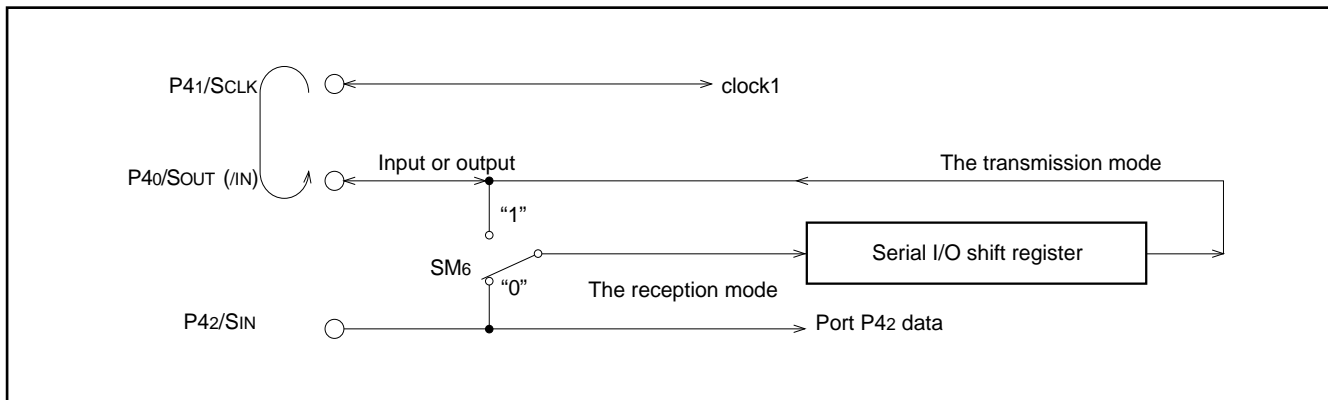 P41/SCLK
clock1
P40/SOUT (/IN)
Input or output
The transmission mode
“1”
Serial I/O shift register
SM6
“0”
The reception mode
P42/SIN
Port P42 data